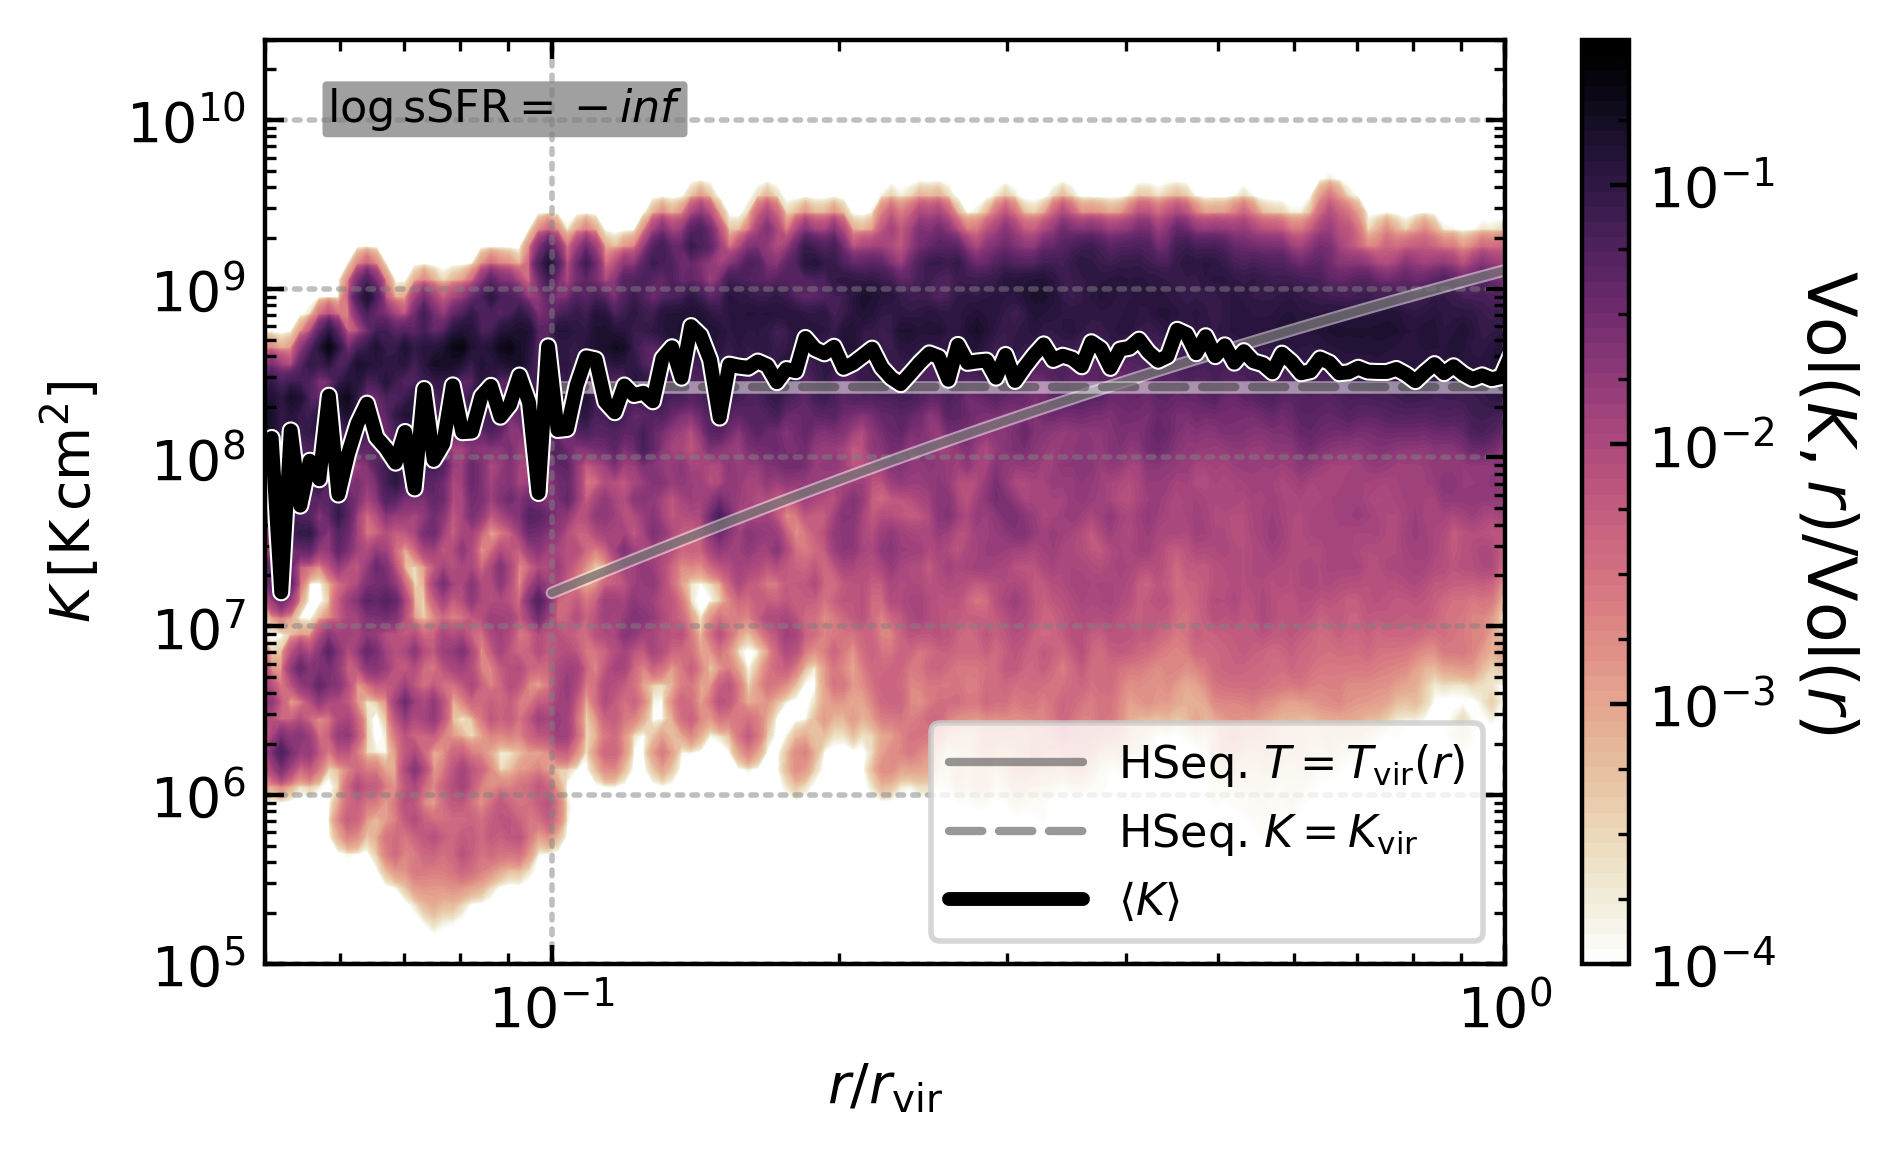 log sSFR = − inf
10^10
10^9
10^8
10^7
10^6
10^5
K [K cm^2]
10^−1
10^0
r/r_vir
HSeq. T = T_vir(r)
HSeq. K = K_vir
⟨K⟩
10^−1
10^−2
10^−3
10^−4
Vol(K, r)/Vol(r)